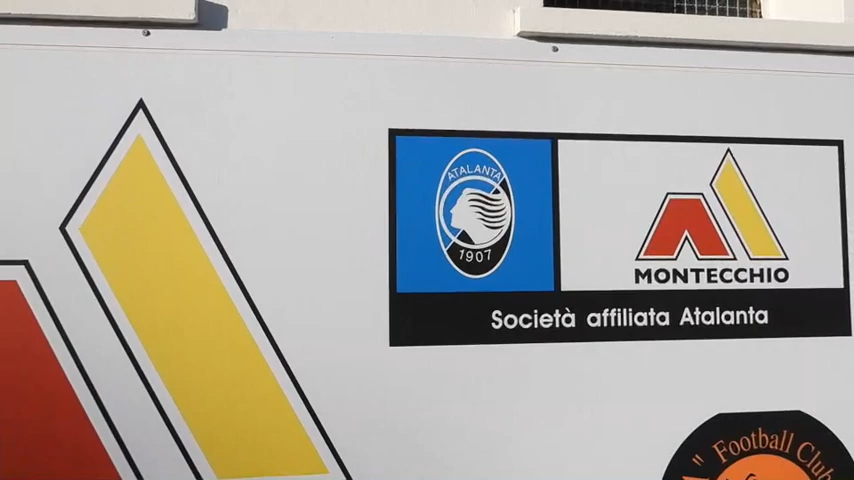 ATALANTA
1907
MONTECCHIO
Società affiliata Atalanta
Football Club